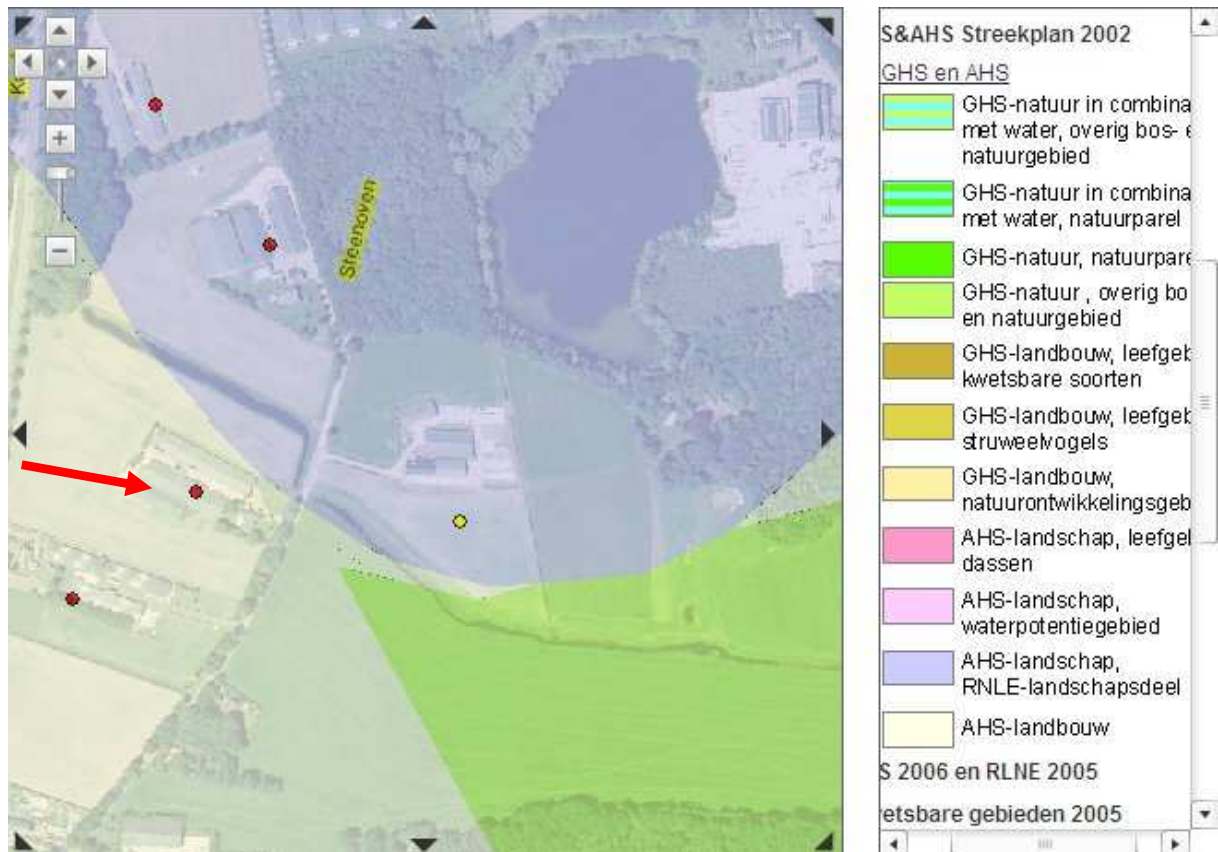 Steenoven
S&AHS Streekplan 2002
GHS en AHS
GHS-natuur in combina
met water, overig bos- e
natuurgebied
GHS-natuur in combina
met water, natuurparel
GHS-natuur, natuurpare
GHS-natuur , overig bo
en natuurgebied
GHS-landbouw, leefgeb
kwetsbare soorten
GHS-landbouw, leefgeb
struweelvogels
GHS-landbouw,
natuurontwikkelingsgeb
AHS-landschap, leefgel
dassen
AHS-landschap,
waterpotentiegebied
AHS-landschap,
RNLE-landschapsdeel
AHS-landbouw
S 2006 en RLNE 2005
etsbare gebieden 2005